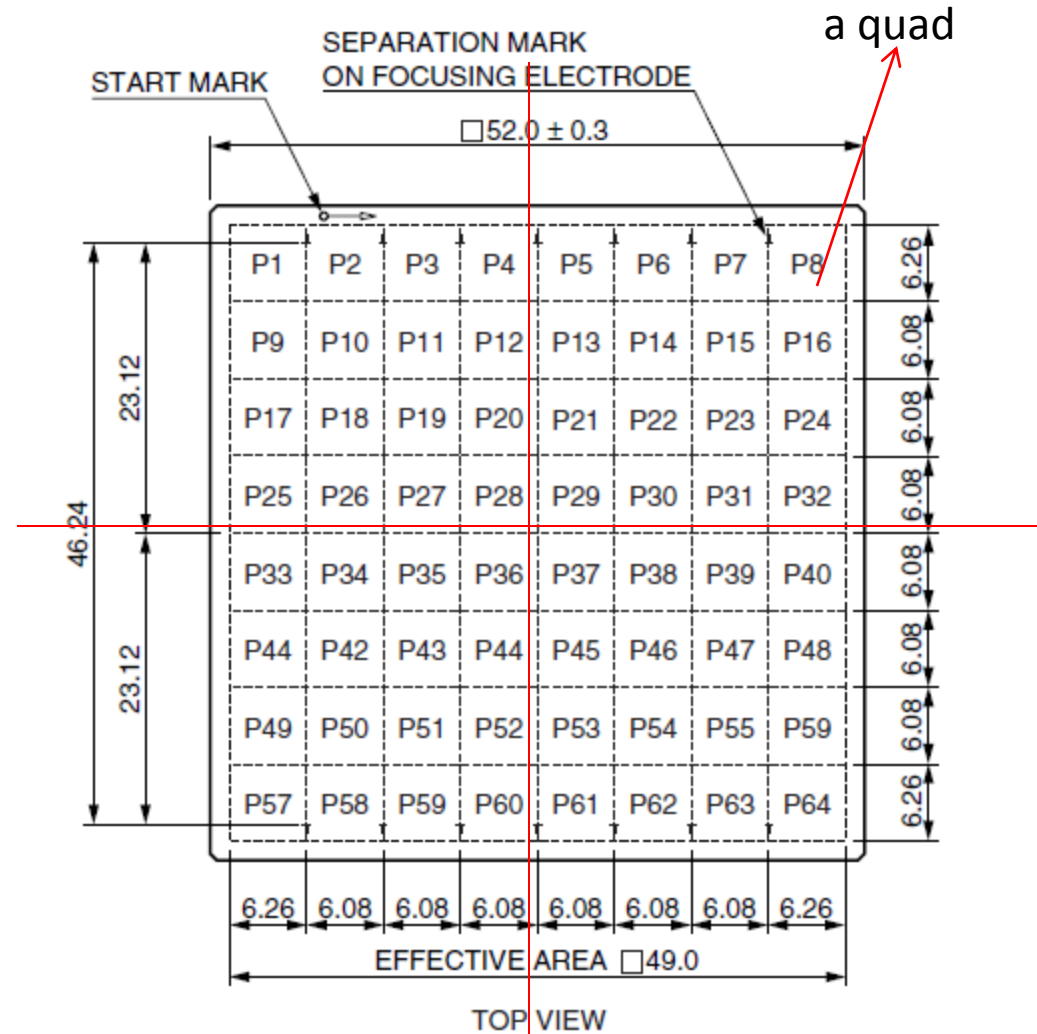 a quad
SEPARATION MARK
ON FOCUSING ELECTRODE
START MARK
□52.0 ± 0.3
P1 P2 P3 P4 P5 P6 P7 P8
P9 P10 P11 P12 P13 P14 P15 P16
P17 P18 P19 P20 P21 P22 P23 P24
P25 P26 P27 P28 P29 P30 P31 P32
P33 P34 P35 P36 P37 P38 P39 P40
P44 P42 P43 P44 P45 P46 P47 P48
P49 P50 P51 P52 P53 P54 P55 P59
P57 P58 P59 P60 P61 P62 P63 P64
46.24
23.12
23.12
6.26
6.08
6.08
6.08
6.08
6.08
6.08
6.26
6.26 6.08 6.08 6.08 6.08 6.08 6.08 6.26
EFFECTIVE AREA □49.0
TOP VIEW